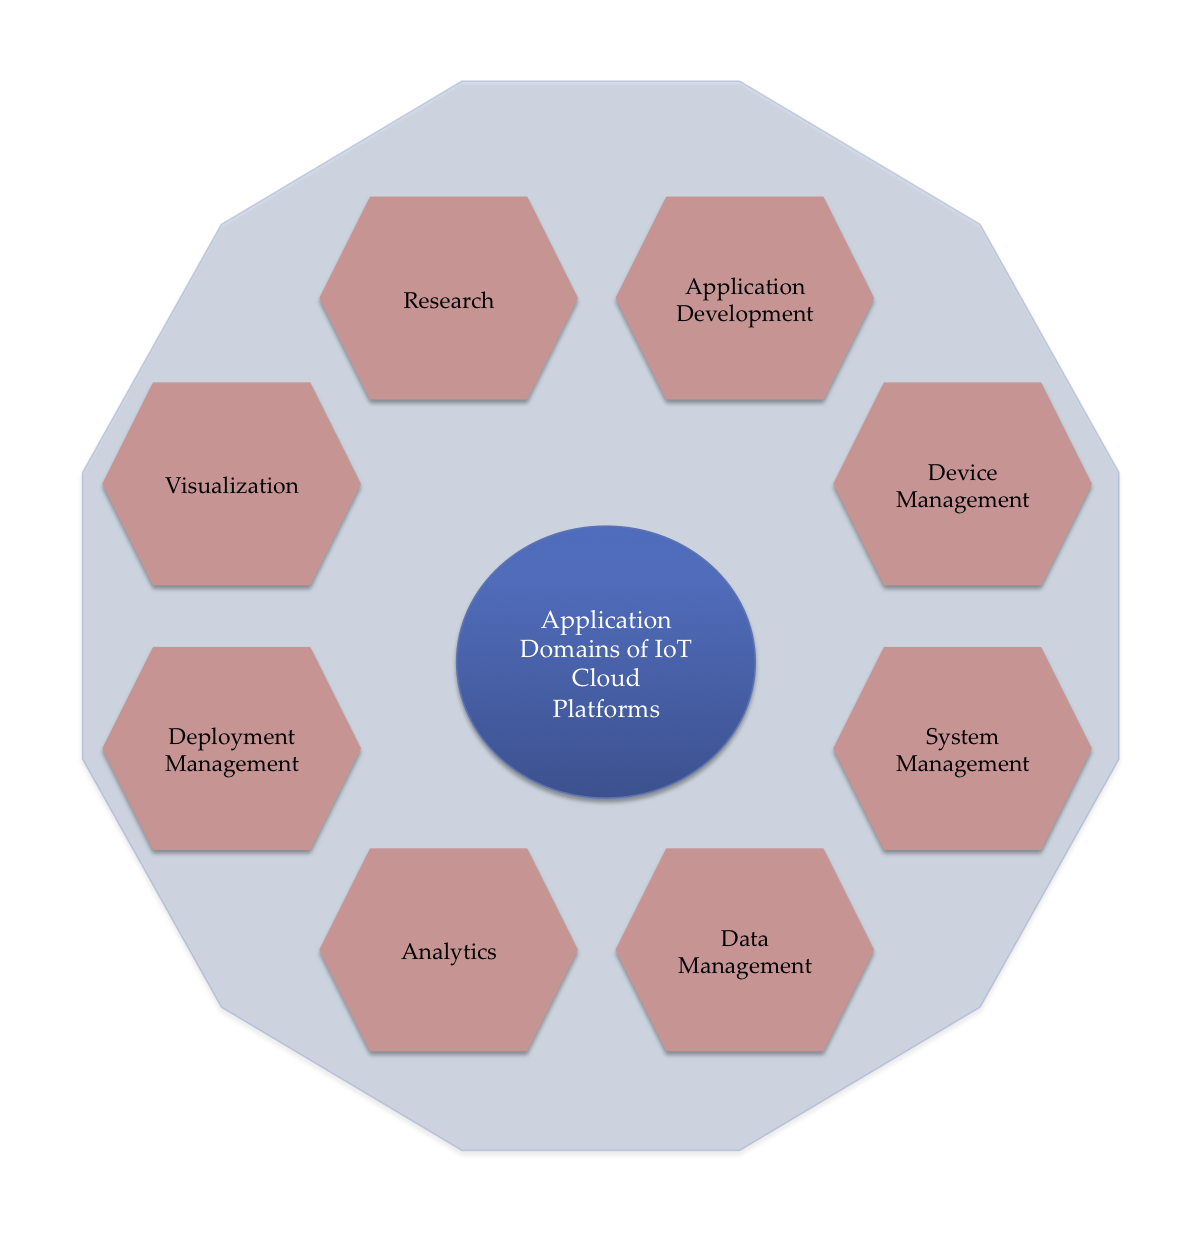 Research
Application
Development
Visualization
Device
Management
Application
Domains of IoT
Cloud
Platforms
Deployment
Management
System
Management
Analytics
Data
Management